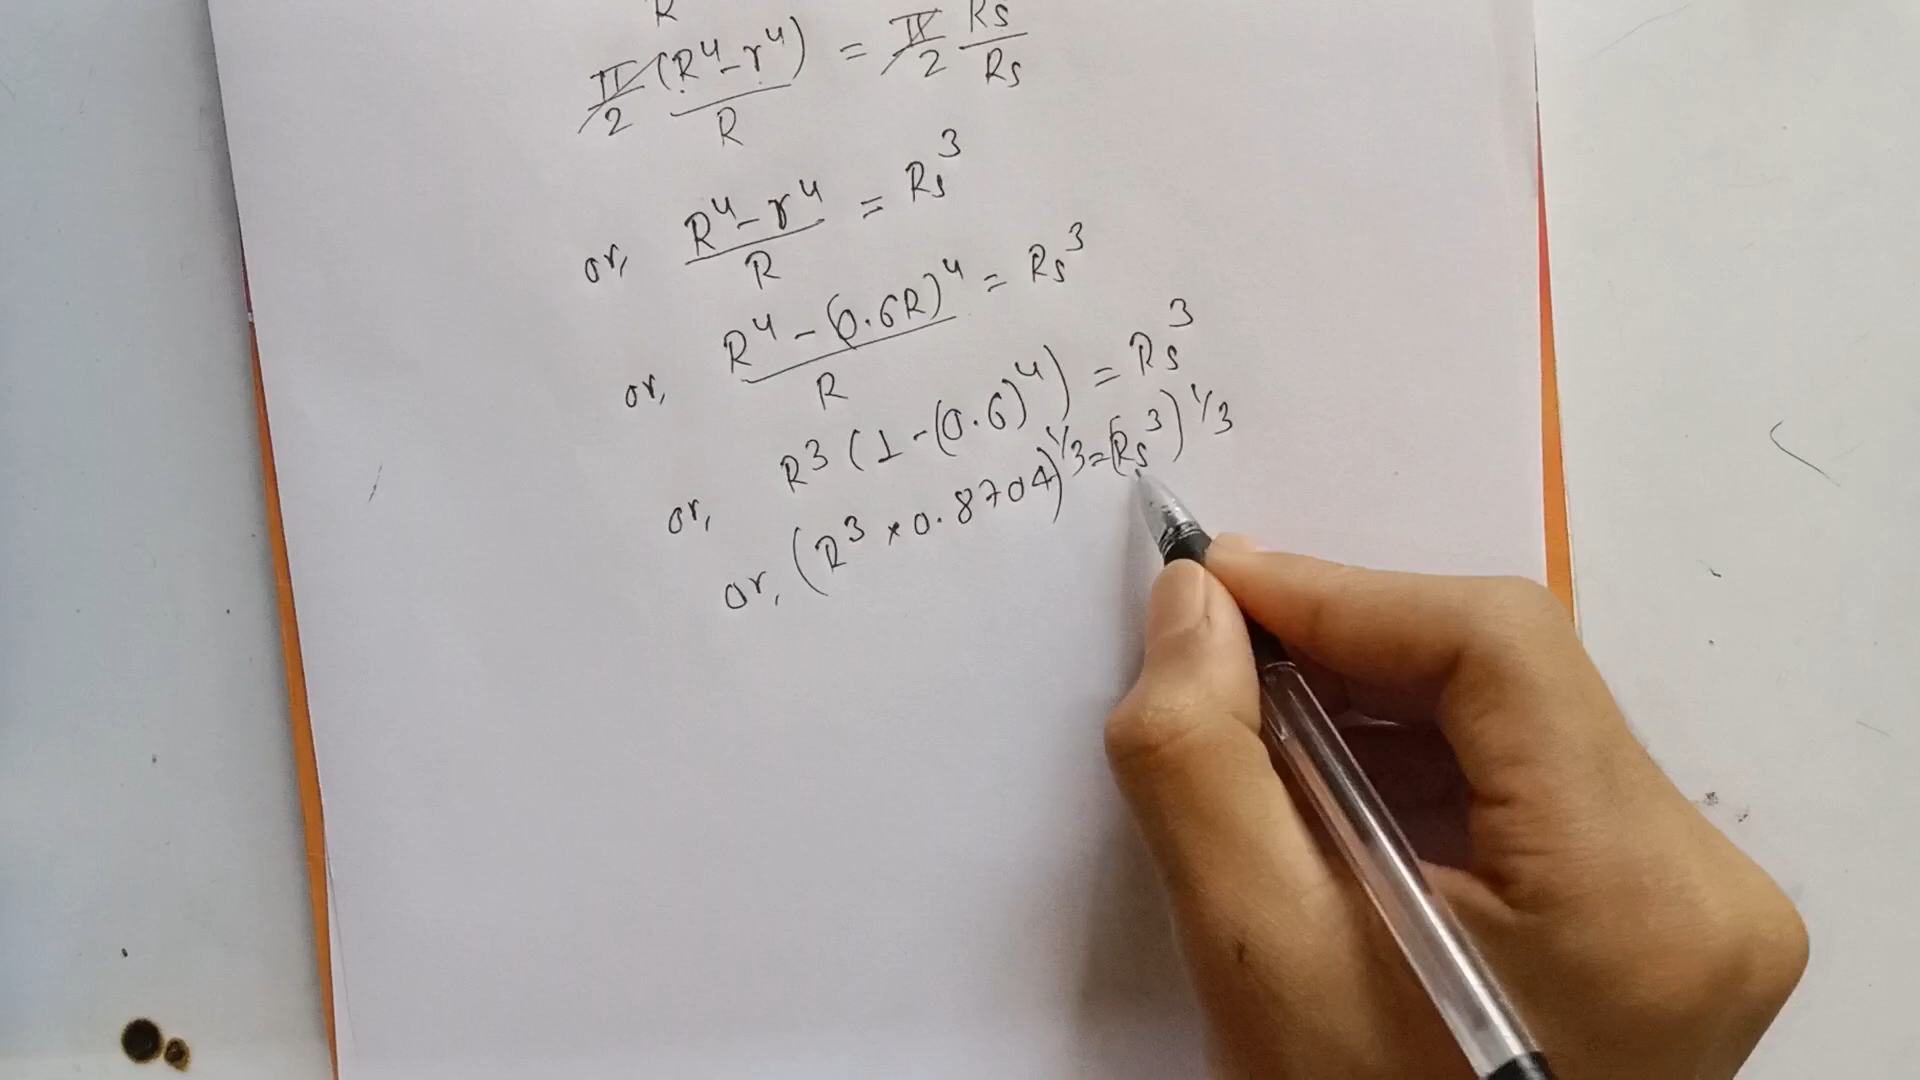 R
π/2 (R⁴-r⁴)/R = π/2 Rs/Rs
or, R⁴-r⁴/R = Rs³
or, R⁴-(0.6R)⁴/R = Rs³
or, R³(1-(0.6)⁴) = Rs³
or, (R³×0.8704)^1/3=(Rs³)^1/3